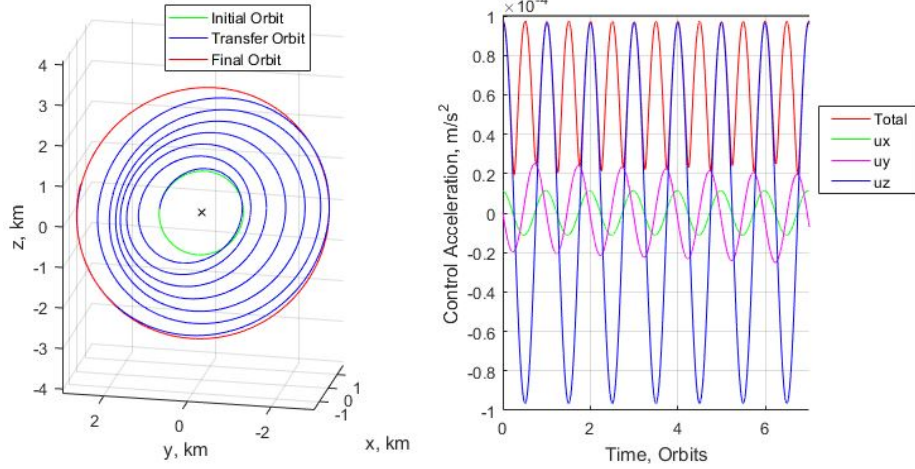 Initial Orbit
Transfer Orbit
Final Orbit
4
3
2
1
0
-1
-2
-3
-4
z, km
2
0
-2
y, km
1
0
-1
x, km
×10⁻⁴
1
0.8
0.6
0.4
0.2
0
-0.2
-0.4
-0.6
-0.8
-1
Control Acceleration, m/s²
0
2
4
6
Time, Orbits
Total
ux
uy
uz